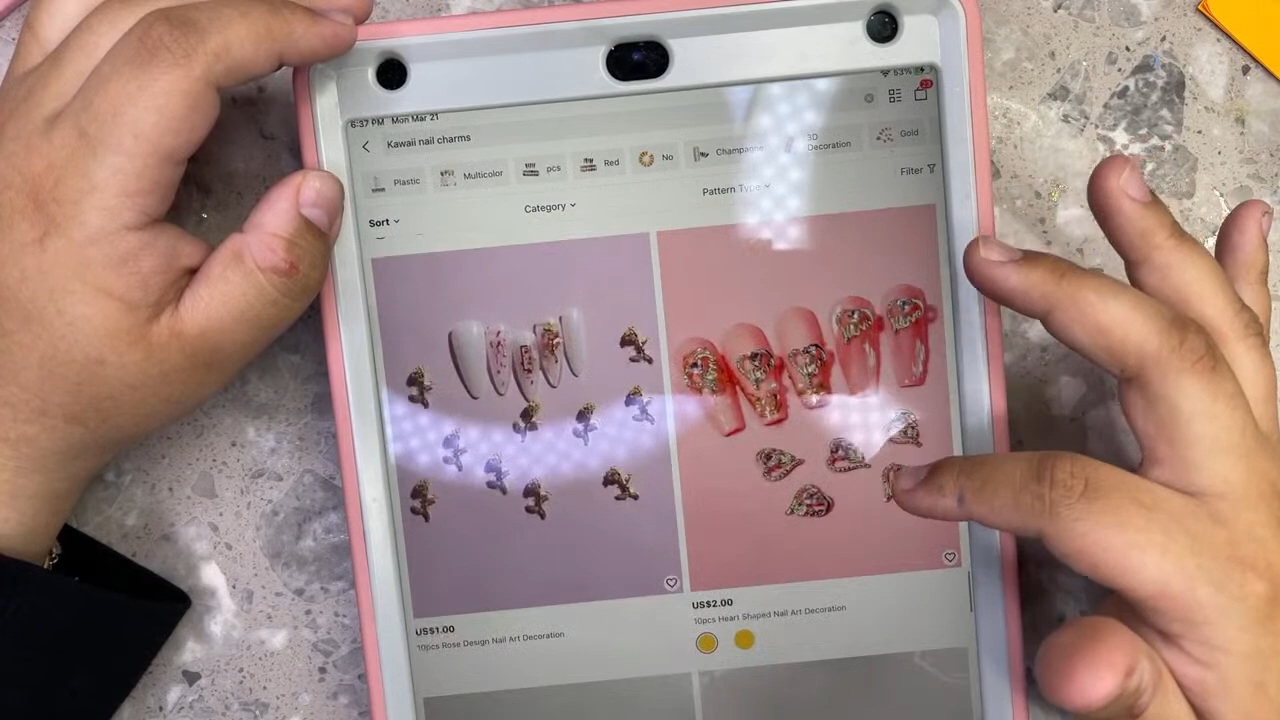 6:37 PM Mon Mar 21
53%
23
Kawaii nail charms
Plastic
Multicolor
pcs
Red
No
Champagne
3D
Decoration
Gold
Filter
Sort
Category
Pattern Type
US$1.00
10pcs Rose Design Nail Art Decoration
US$2.00
10pcs Heart Shaped Nail Art Decoration